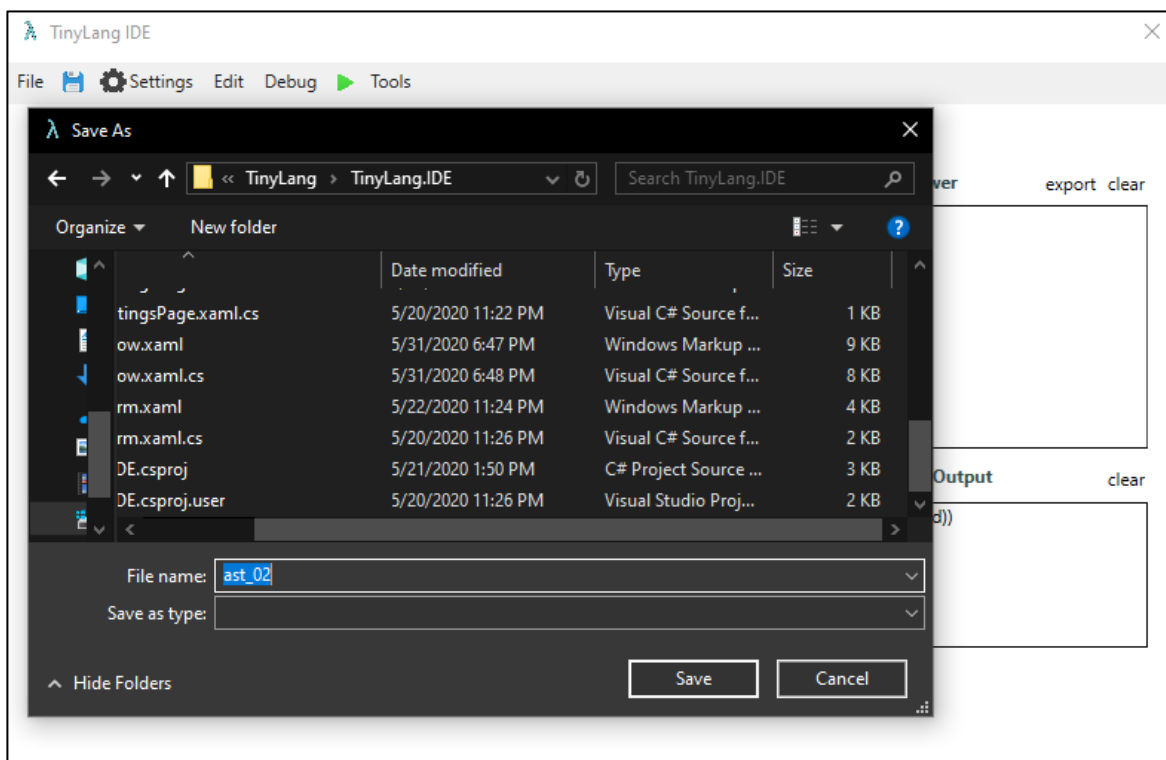 TinyLang IDE
File Settings Edit Debug Tools
λ Save As
« TinyLang > TinyLang.IDE Search TinyLang.IDE
wer export clear
Organize New folder
Date modified Type Size
tingsPage.xaml.cs 5/20/2020 11:22 PM Visual C# Source f... 1 KB
ow.xaml 5/31/2020 6:47 PM Windows Markup ... 9 KB
ow.xaml.cs 5/31/2020 6:48 PM Visual C# Source f... 8 KB
rm.xaml 5/22/2020 11:24 PM Windows Markup ... 4 KB
rm.xaml.cs 5/20/2020 11:26 PM Visual C# Source f... 2 KB
DE.csproj 5/21/2020 1:50 PM C# Project Source ... 3 KB
Output clear
DE.csproj.user 5/20/2020 11:26 PM Visual Studio Proj... 2 KB
d))
File name: ast_02
Save as type:
Hide Folders Save Cancel